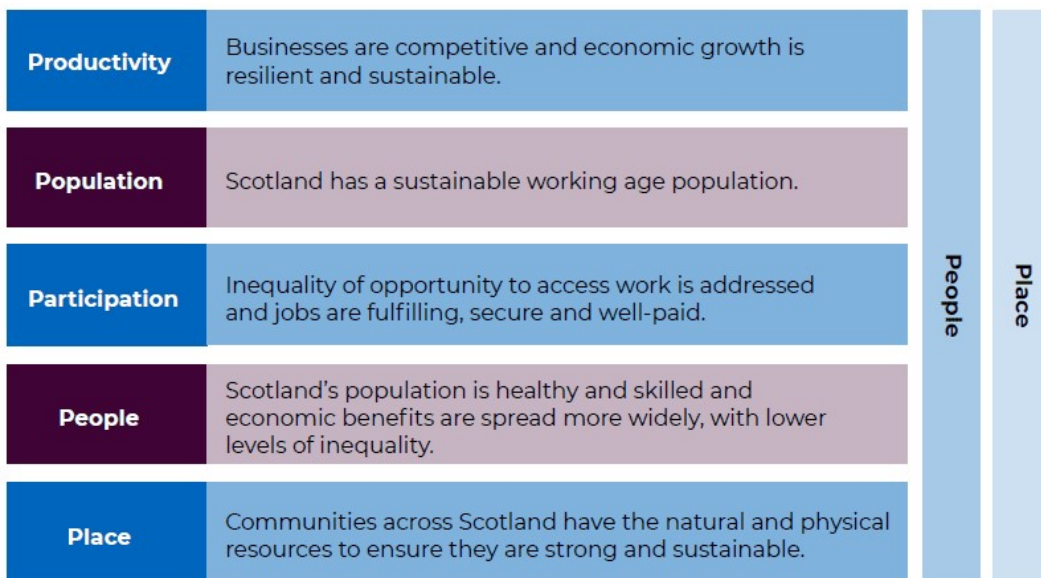 Productivity
Businesses are competitive and economic growth is
resilient and sustainable.
Population
Scotland has a sustainable working age population.
Participation
Inequality of opportunity to access work is addressed
and jobs are fulfilling, secure and well-paid.
People
Scotland’s population is healthy and skilled and
economic benefits are spread more widely, with lower
levels of inequality.
Place
Communities across Scotland have the natural and physical
resources to ensure they are strong and sustainable.
People
Place